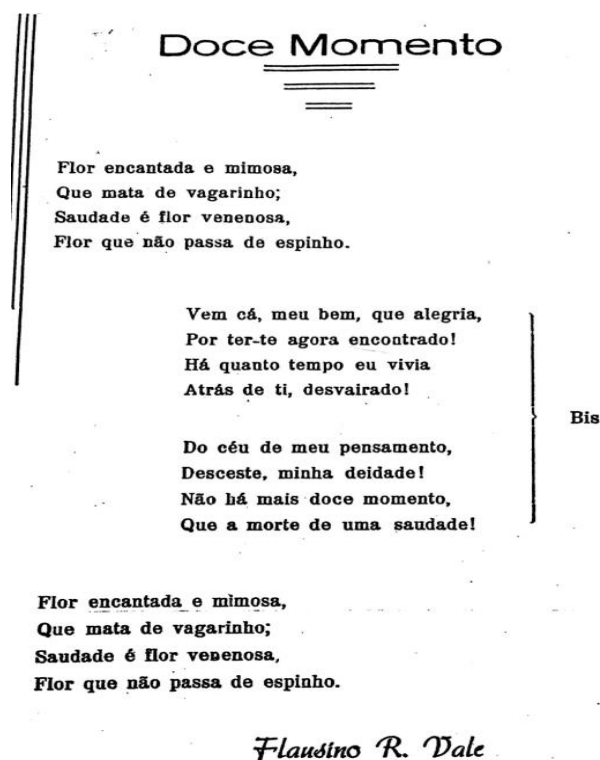 Doce Momento
Flor encantada e mimosa,
Que mata de vagarinho;
Saudade é flor venenosa,
Flor que não passa de espinho.
Vem cá, meu bem, que alegria,
Por ter-te agora encontrado!
Há quanto tempo eu vivia
Atrás de ti, desvairado!
Bis
Do céu de meu pensamento,
Desceste, minha deidade!
Não há mais doce momento,
Que a morte de uma saudade!
Flor encantada e mimosa,
Que mata de vagarinho;
Saudade é flor venenosa,
Flor que não passa de espinho.
Flausino R. Vale